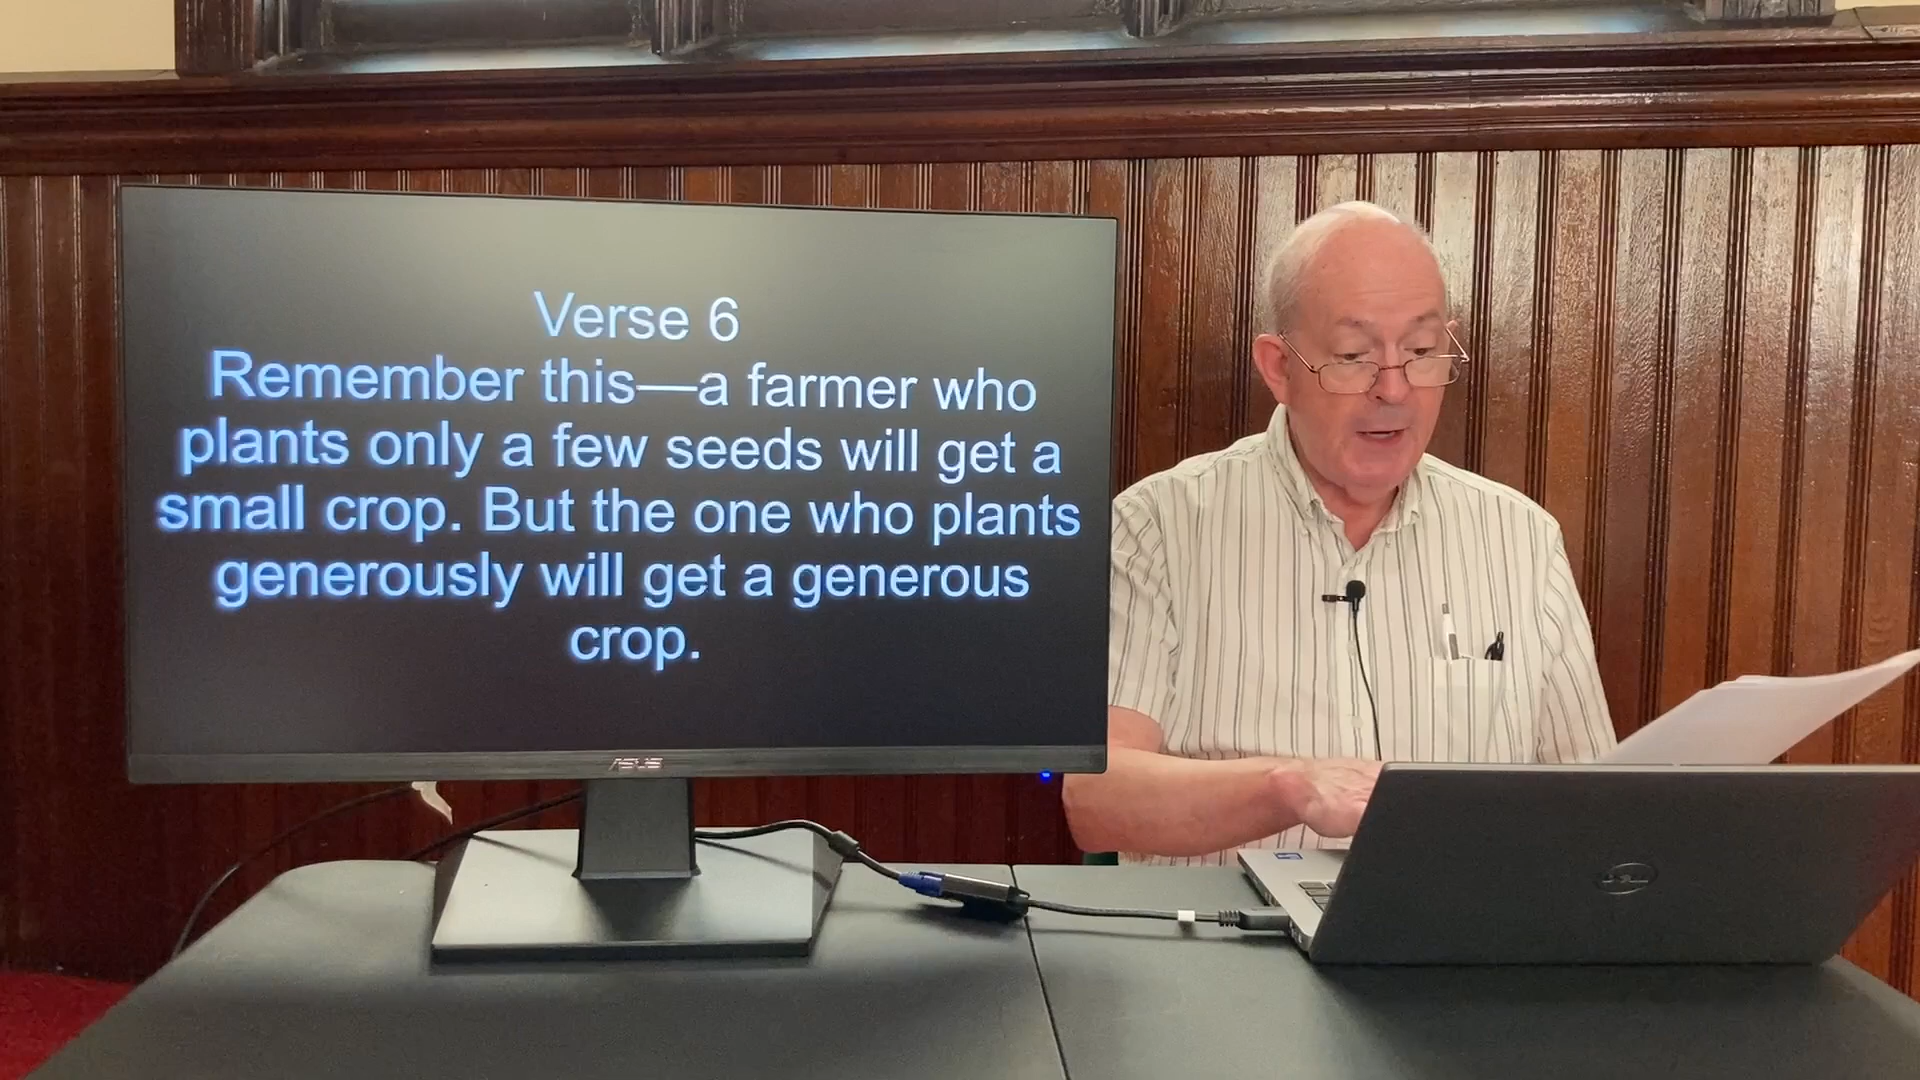 Verse 6
Remember this—a farmer who
plants only a few seeds will get a
small crop. But the one who plants
generously will get a generous
crop.
ASUS
DELL